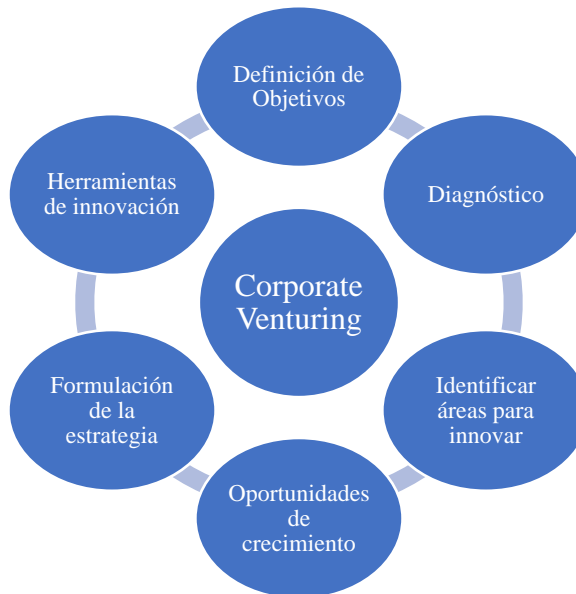 Definición de
Objetivos
Diagnóstico
Identificar
áreas para
innovar
Oportunidades
de
crecimiento
Formulación
de la
estrategia
Herramientas
de innovación
Corporate
Venturing